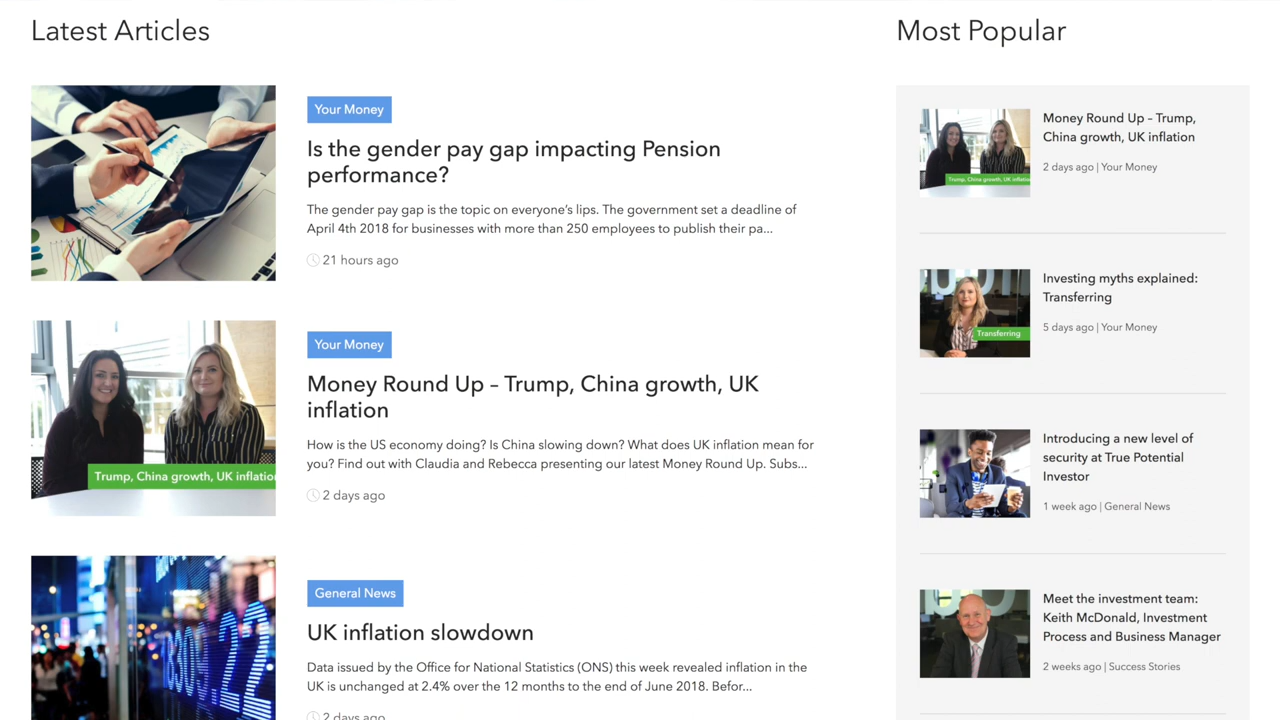 Latest Articles
Your Money
Is the gender pay gap impacting Pension
performance?
The gender pay gap is the topic on everyone’s lips. The government set a deadline of
April 4th 2018 for businesses with more than 250 employees to publish their pa...
21 hours ago
Trump, China growth, UK inflatio
Your Money
Money Round Up – Trump, China growth, UK
inflation
How is the US economy doing? Is China slowing down? What does UK inflation mean for
you? Find out with Claudia and Rebecca presenting our latest Money Round Up. Subs...
2 days ago
General News
UK inflation slowdown
Data issued by the Office for National Statistics (ONS) this week revealed inflation in the
UK is unchanged at 2.4% over the 12 months to the end of June 2018. Befor...
2 days ago
Most Popular
Trump, China growth, UK inflatio
Money Round Up – Trump,
China growth, UK inflation
2 days ago | Your Money
Transferring
Investing myths explained:
Transferring
5 days ago | Your Money
Introducing a new level of
security at True Potential
Investor
1 week ago | General News
Meet the investment team:
Keith McDonald, Investment
Process and Business Manager
2 weeks ago | Success Stories